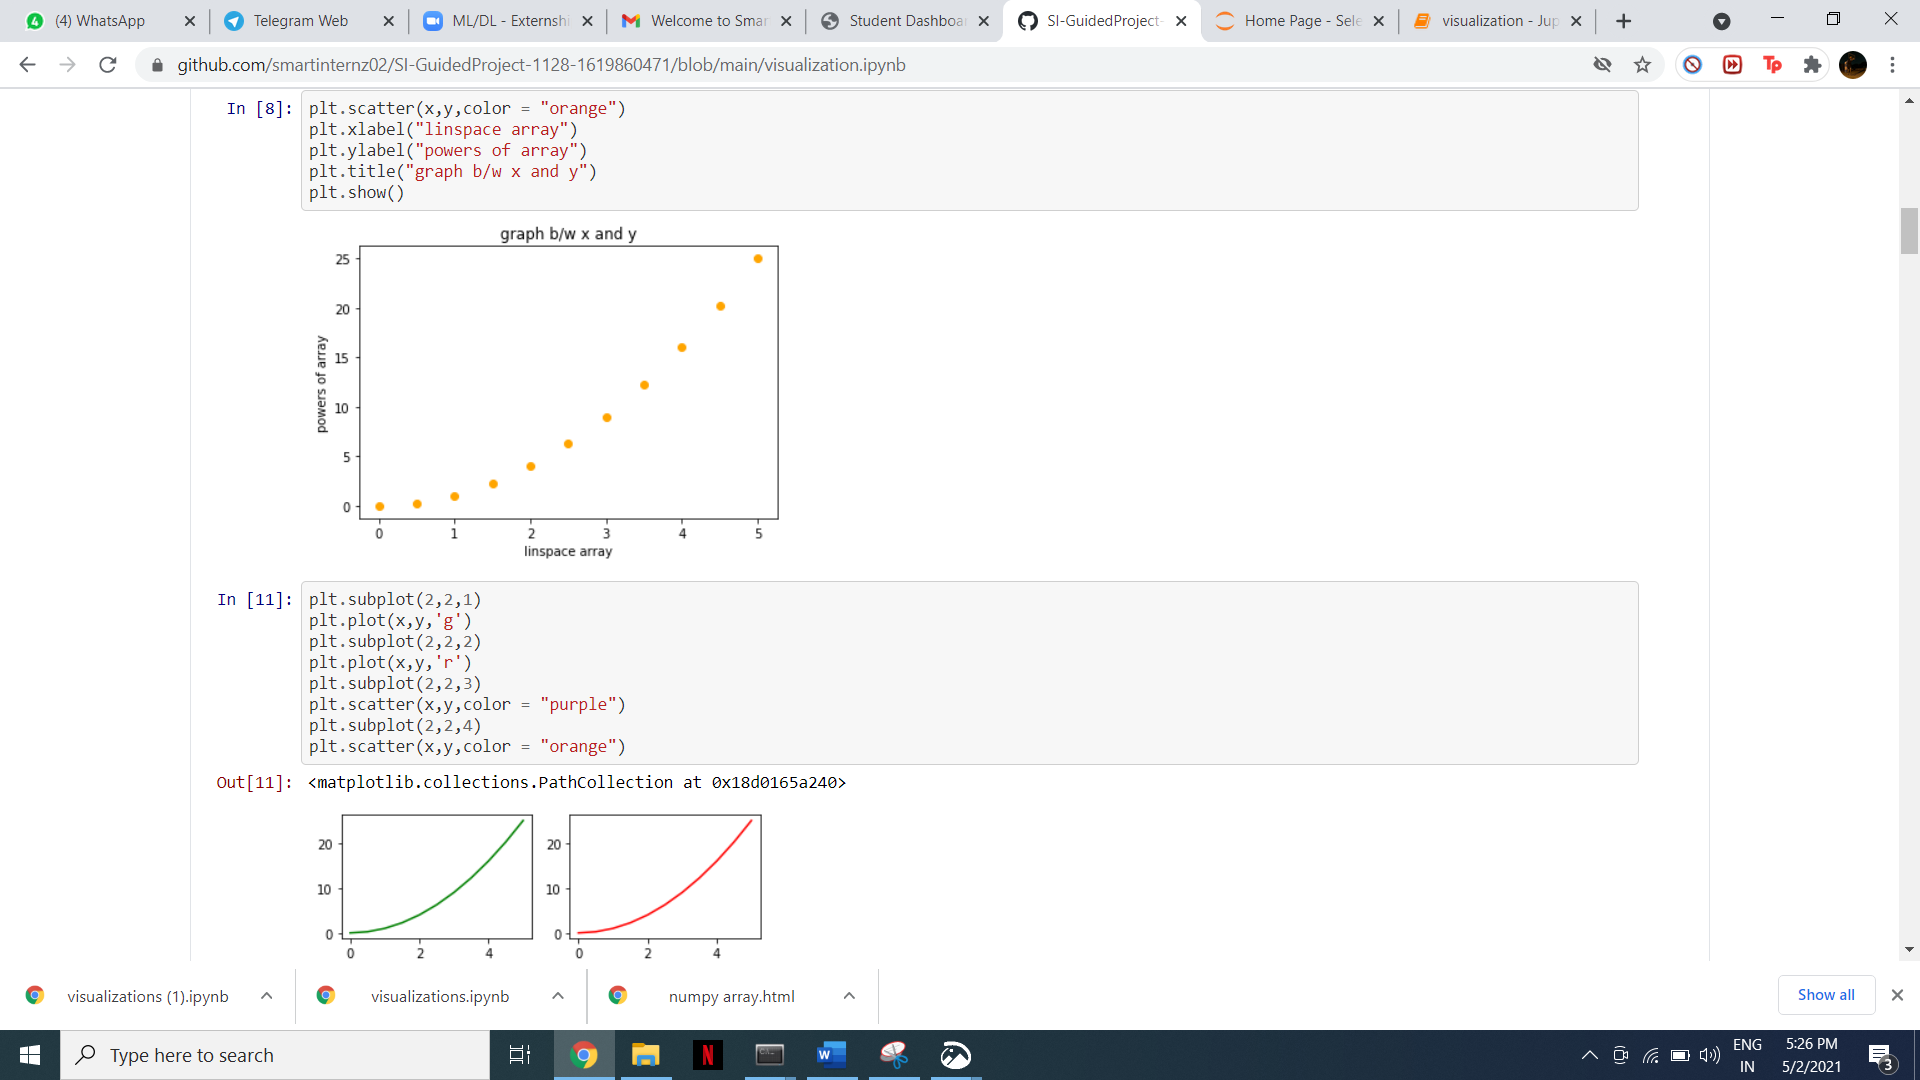 (4) WhatsApp
Telegram Web
ML/DL - Externshi
Welcome to Smar
Student Dashboar
SI-GuidedProject-
Home Page - Sele
visualization - Jup
github.com/smartinternz02/SI-GuidedProject-1128-1619860471/blob/main/visualization.ipynb
Tp
In [8]: plt.scatter(x,y,color = "orange")
plt.xlabel("linspace array")
plt.ylabel("powers of array")
plt.title("graph b/w x and y")
plt.show()
graph b/w x and y
25
20
15
10
5
0
powers of array
0 1 2 3 4 5
linspace array
In [11]: plt.subplot(2,2,1)
plt.plot(x,y,'g')
plt.subplot(2,2,2)
plt.plot(x,y,'r')
plt.subplot(2,2,3)
plt.scatter(x,y,color = "purple")
plt.subplot(2,2,4)
plt.scatter(x,y,color = "orange")
Out[11]: <matplotlib.collections.PathCollection at 0x18d0165a240>
20
10
0
0 2 4
20
10
0
0 2 4
visualizations (1).ipynb
visualizations.ipynb
numpy array.html
Show all
Type here to search
N
W
ENG
IN
5:26 PM
5/2/2021
3